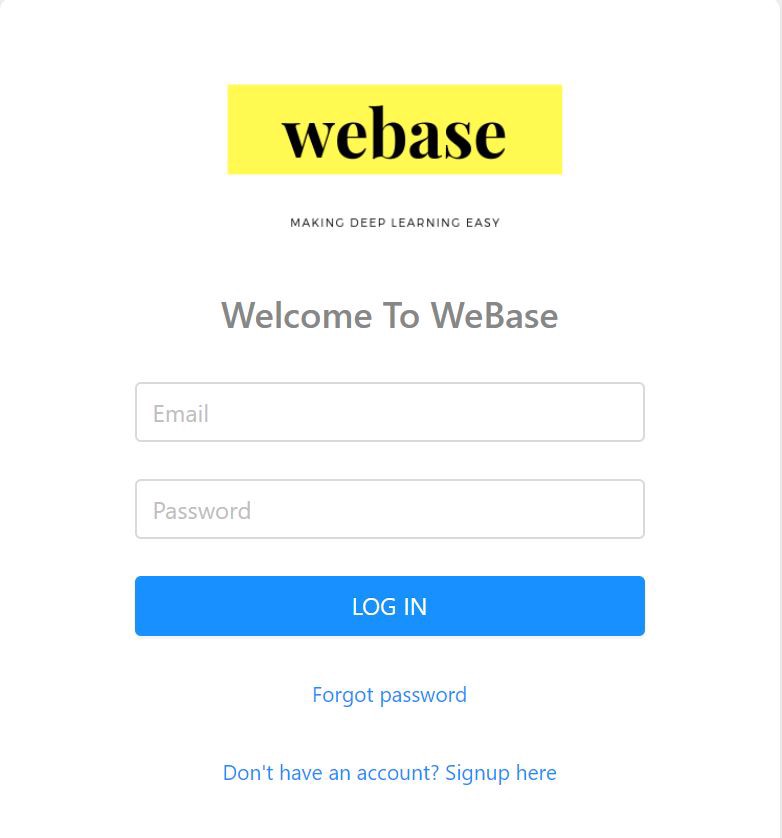 webase
MAKING DEEP LEARNING EASY
Welcome To WeBase
Email
Password
LOG IN
Forgot password
Don't have an account? Signup here